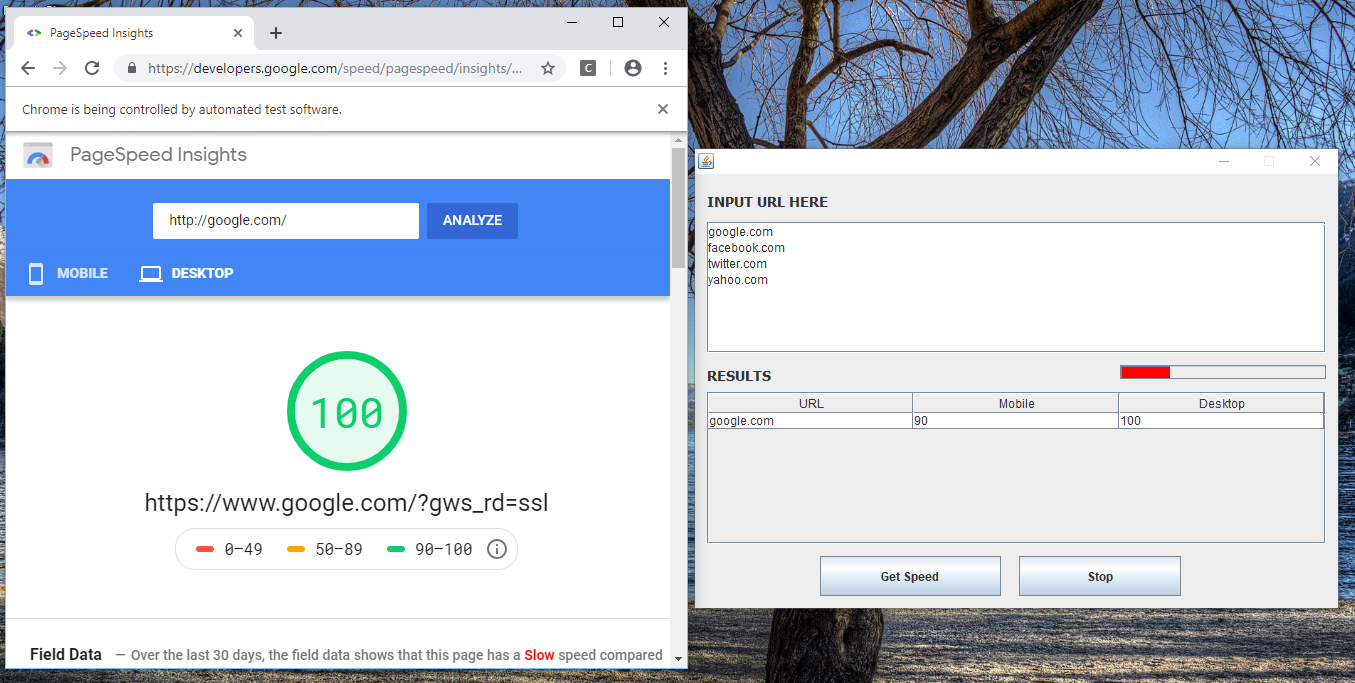 PageSpeed Insights
https://developers.google.com/speed/pagespeed/insights/...
C
Chrome is being controlled by automated test software.
PageSpeed Insights
http://google.com/
ANALYZE
MOBILE
DESKTOP
100
https://www.google.com/?gws_rd=ssl
0–49
50–89
90–100
Field Data — Over the last 30 days, the field data shows that this page has a Slow speed compared
INPUT URL HERE
google.com
facebook.com
twitter.com
yahoo.com
RESULTS
URL Mobile Desktop
google.com 90 100
Get Speed
Stop